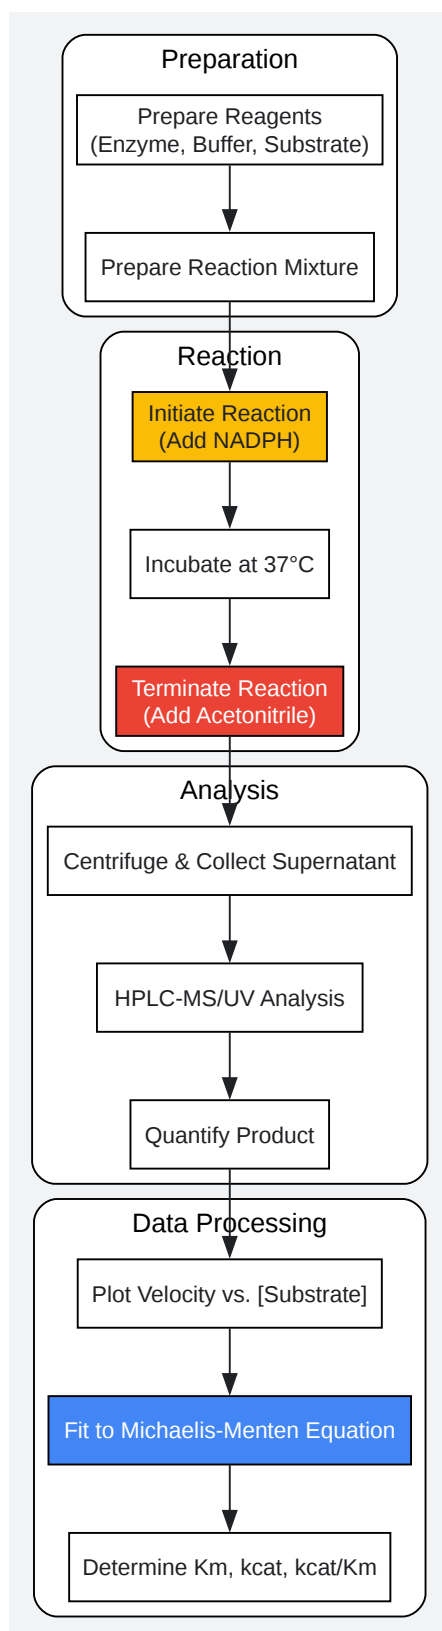 Preparation
Prepare Reagents
(Enzyme, Buffer, Substrate)
Prepare Reaction Mixture
Reaction
Initiate Reaction
(Add NADPH)
Incubate at 37°C
Terminate Reaction
(Add Acetonitrile)
Analysis
Centrifuge & Collect Supernatant
HPLC-MS/UV Analysis
Quantify Product
Data Processing
Plot Velocity vs. [Substrate]
Fit to Michaelis-Menten Equation
Determine Km, kcat, kcat/Km